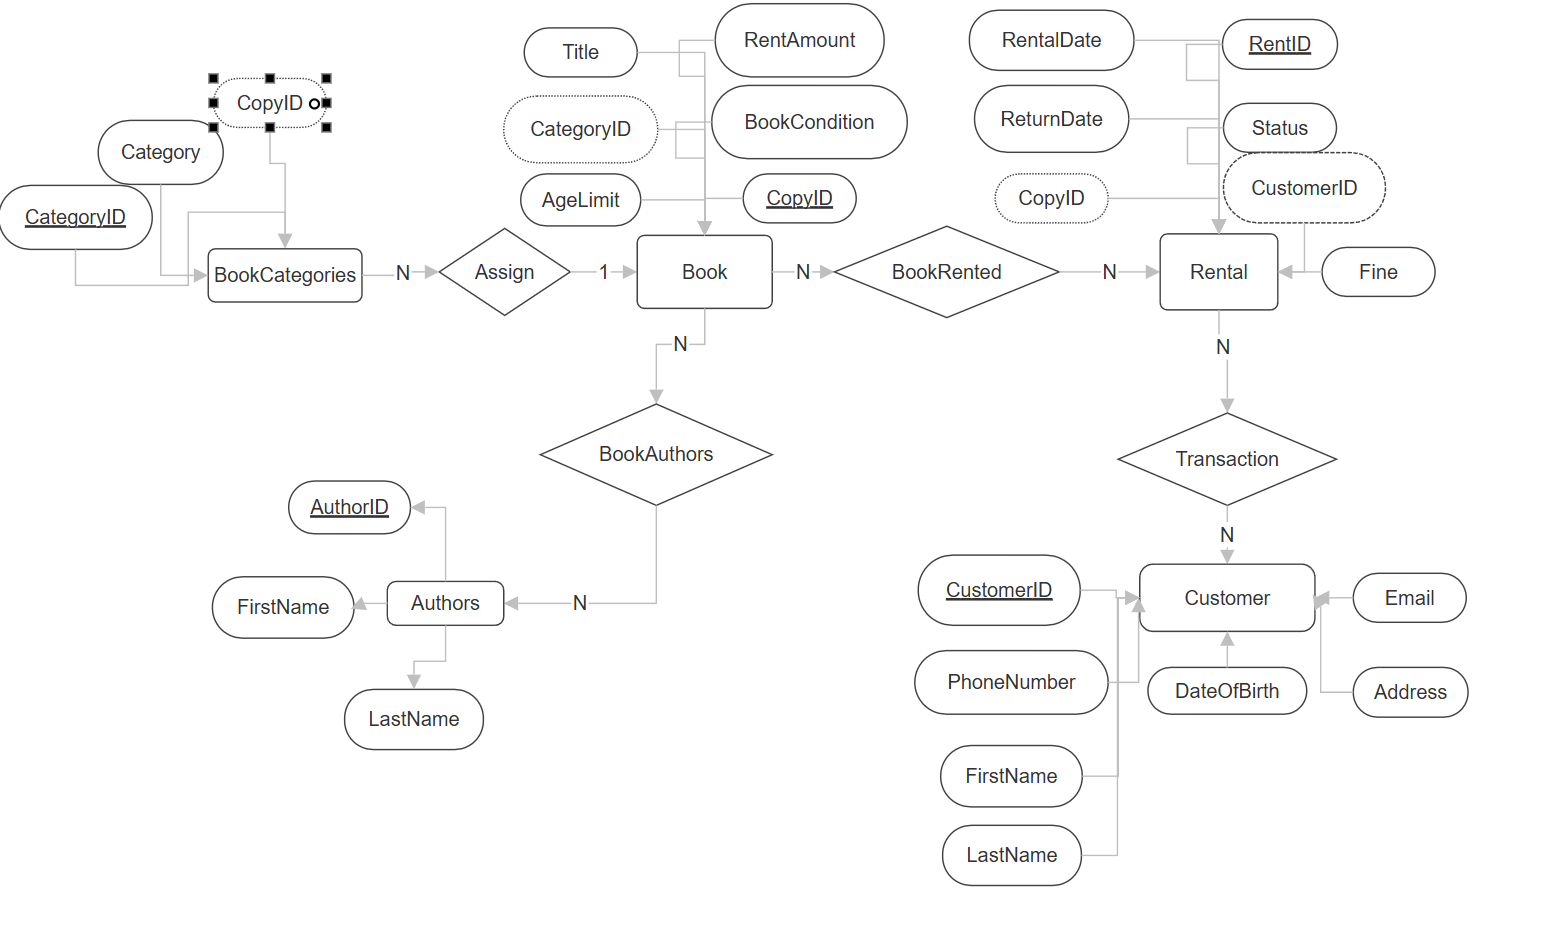 Title
RentAmount
RentalDate
RentID
CopyID
CategoryID
BookCondition
ReturnDate
Status
Category
AgeLimit
CopyID
CopyID
CustomerID
CategoryID
BookCategories
N
Assign
1
Book
N
BookRented
N
Rental
Fine
N
N
BookAuthors
Transaction
AuthorID
N
FirstName
Authors
N
CustomerID
Customer
Email
PhoneNumber
DateOfBirth
Address
LastName
FirstName
LastName